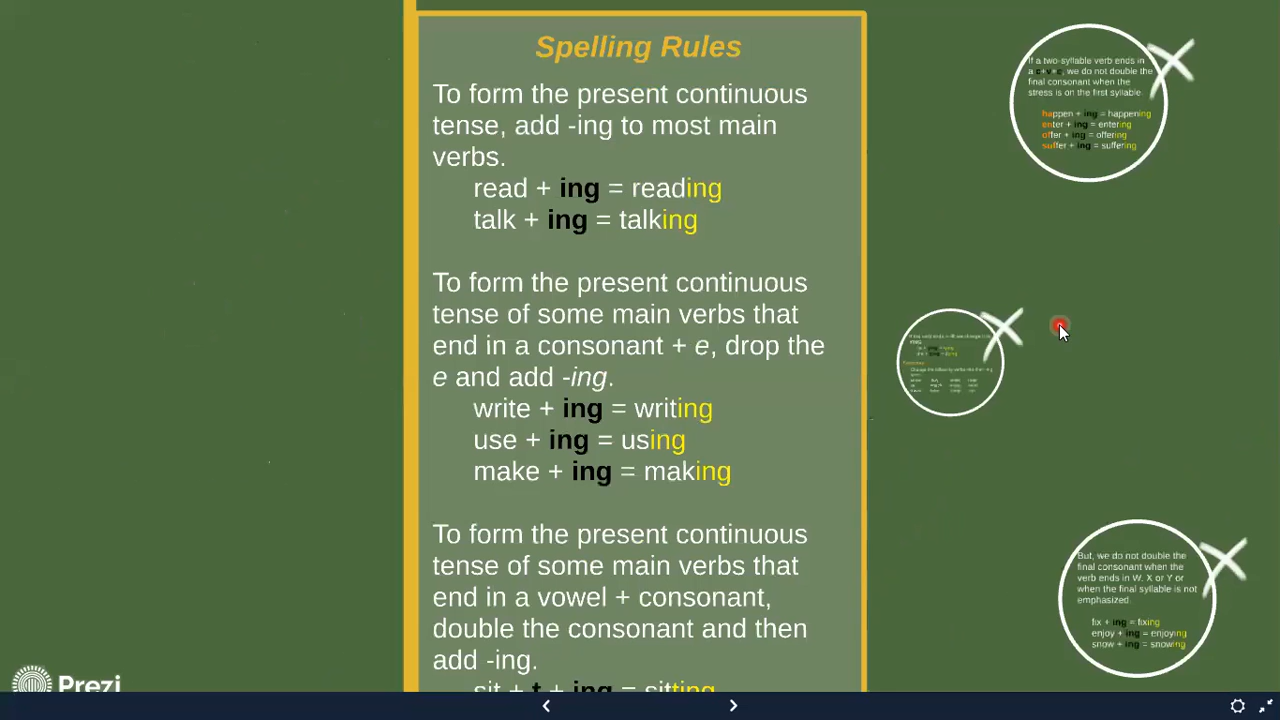 Spelling Rules
To form the present continuous
tense, add -ing to most main
verbs.
read + ing = reading
talk + ing = talking
To form the present continuous
tense of some main verbs that
end in a consonant + e, drop the
e and add -ing.
write + ing = writing
use + ing = using
make + ing = making
To form the present continuous
tense of some main verbs that
end in a vowel + consonant,
double the consonant and then
add -ing.
sit + t + ing = sitting
If a two-syllable verb ends in
a c+v+c, we do not double the
final consonant when the
stress is on the first syllable.
happen + ing = happening
enter + ing = entering
offer + ing = offering
suffer + ing = suffering
But, we do not double the
final consonant when the
verb ends in W, X or Y or
when the final syllable is not
emphasized.
fix + ing = fixing
enjoy + ing = enjoying
snow + ing = snowing
Prezi